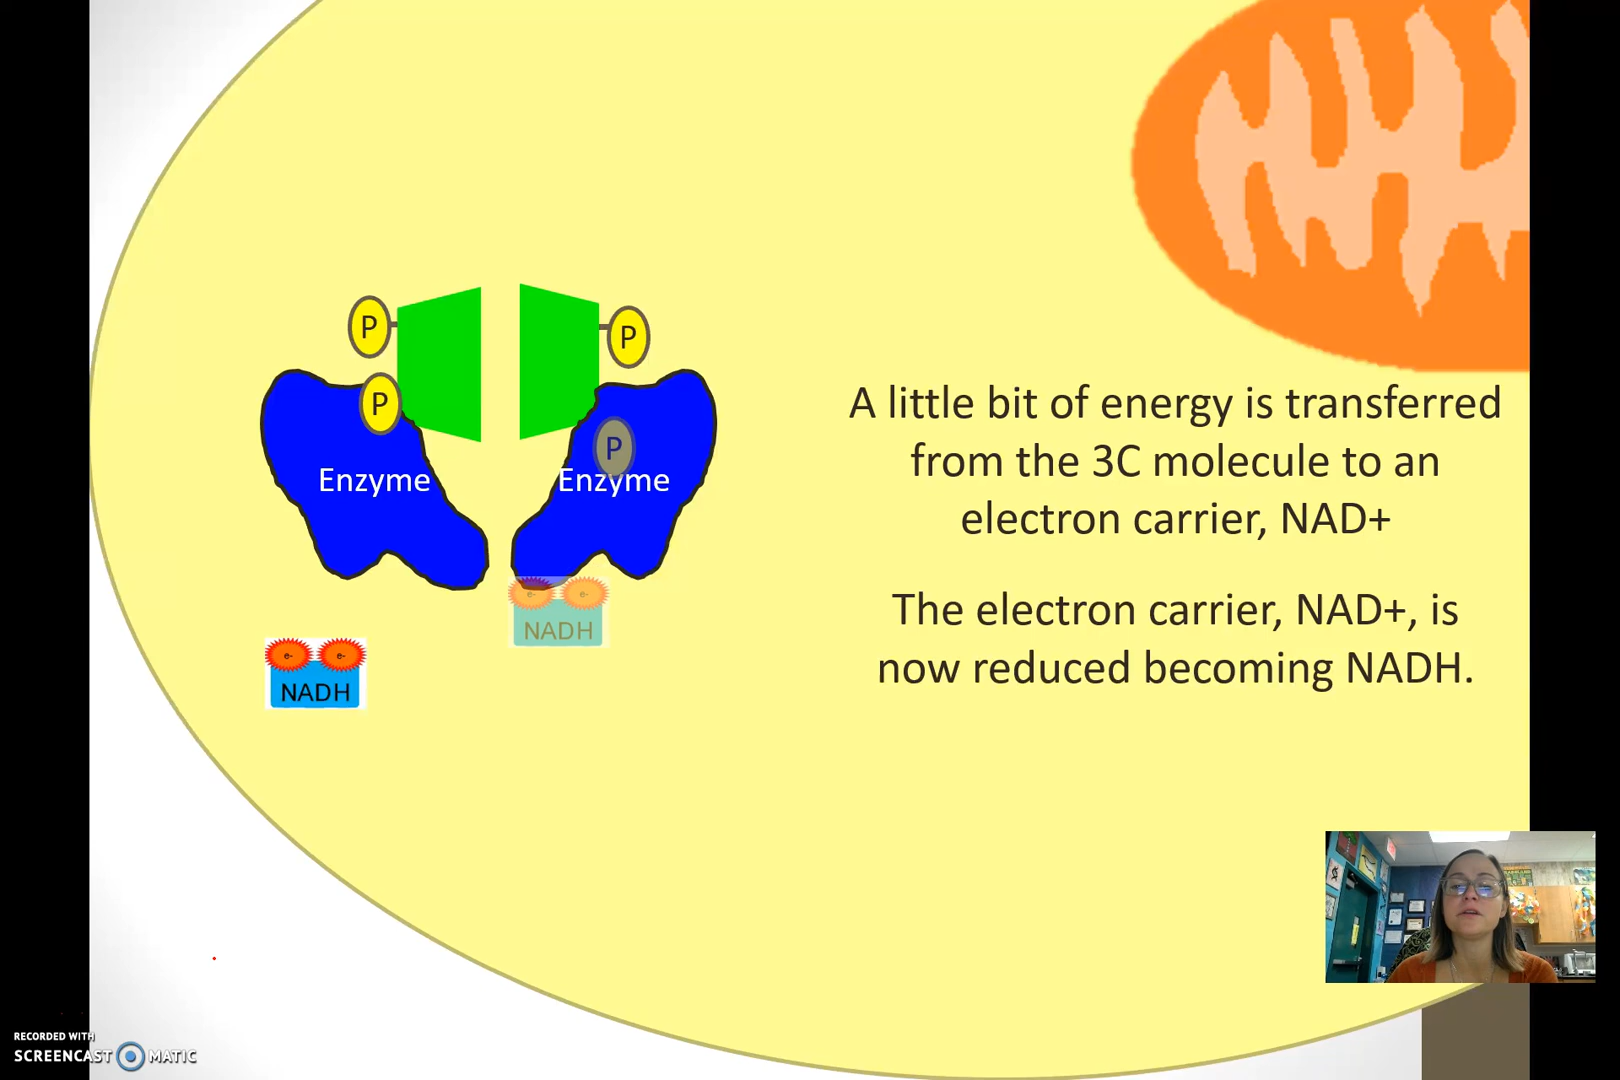 P
P
P
P
Enzyme
Enzyme
e-
e-
NADH
e-
e-
NADH
A little bit of energy is transferred
from the 3C molecule to an
electron carrier, NAD+
The electron carrier, NAD+, is
now reduced becoming NADH.
RECORDED WITH
SCREENCAST MATIC